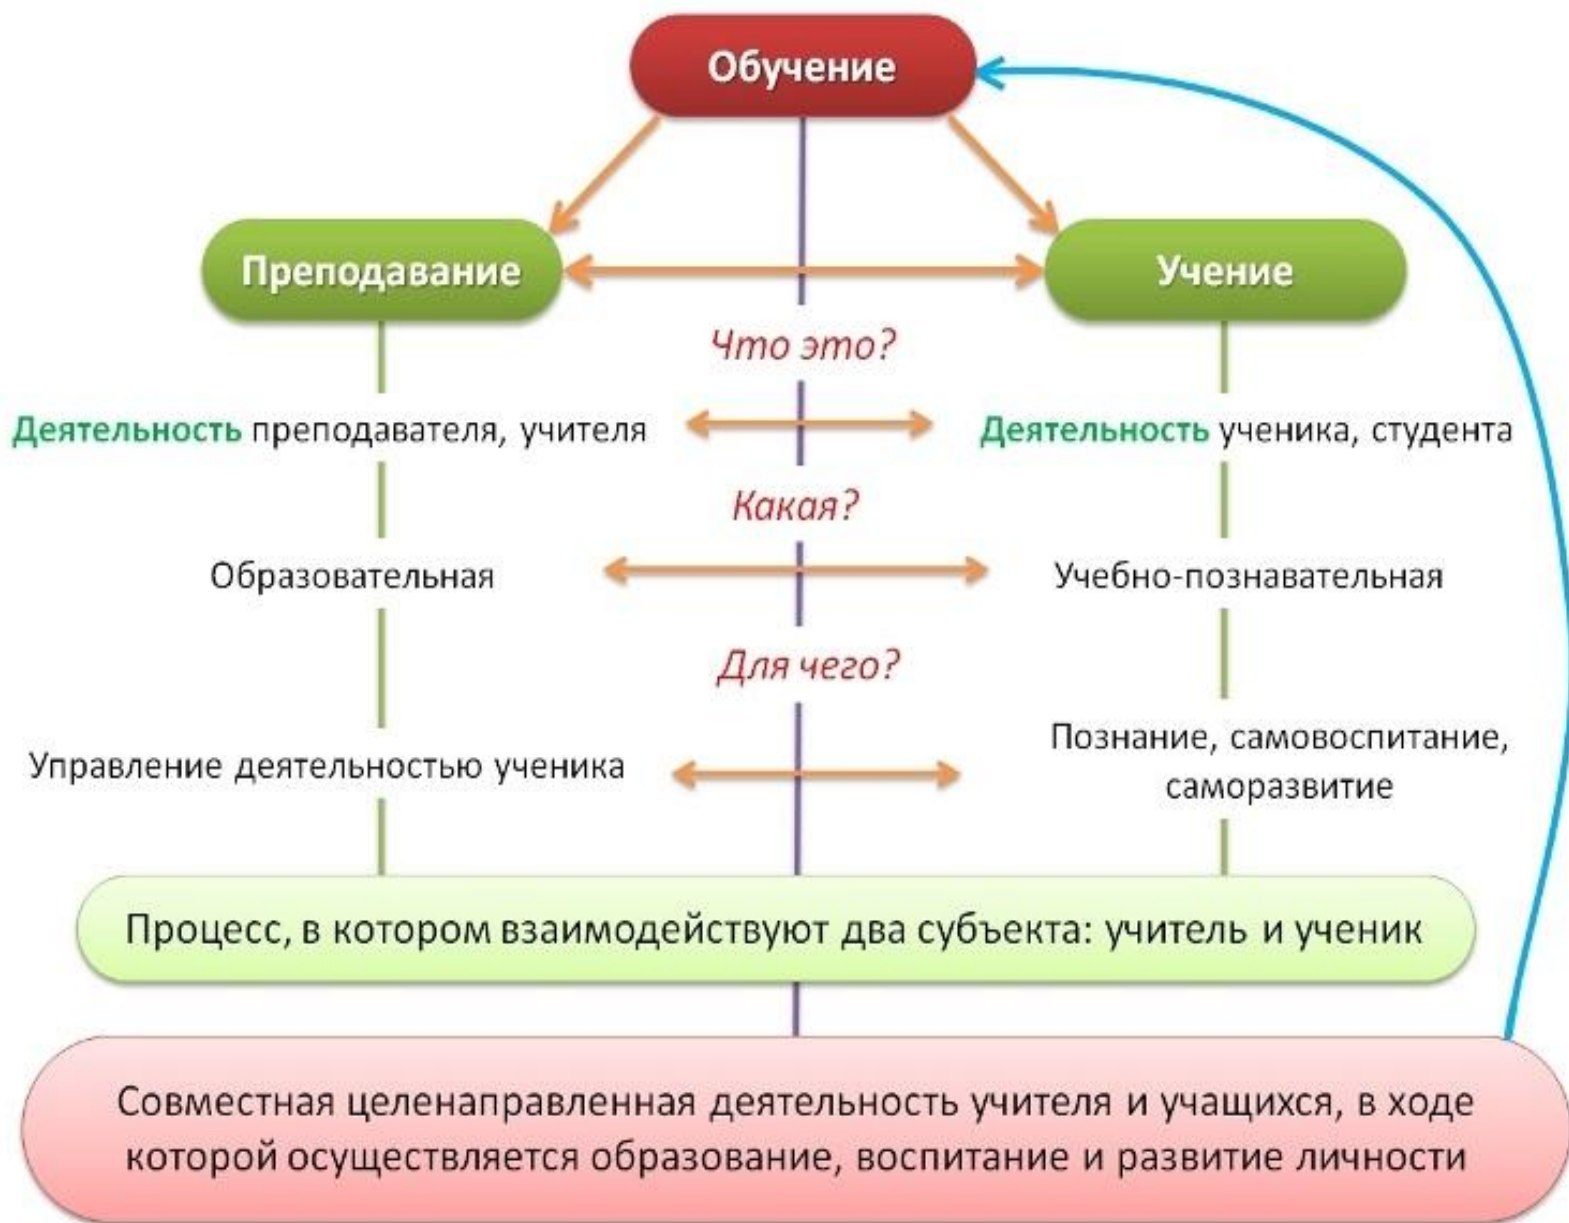 Обучение
Преподавание
Учение
Что это?
Деятельность преподавателя, учителя
Деятельность ученика, студента
Какая?
Образовательная
Учебно-познавательная
Для чего?
Управление деятельностью ученика
Познание, самовоспитание,
саморазвитие
Процесс, в котором взаимодействуют два субъекта: учитель и ученик
Совместная целенаправленная деятельность учителя и учащихся, в ходе
которой осуществляется образование, воспитание и развитие личности